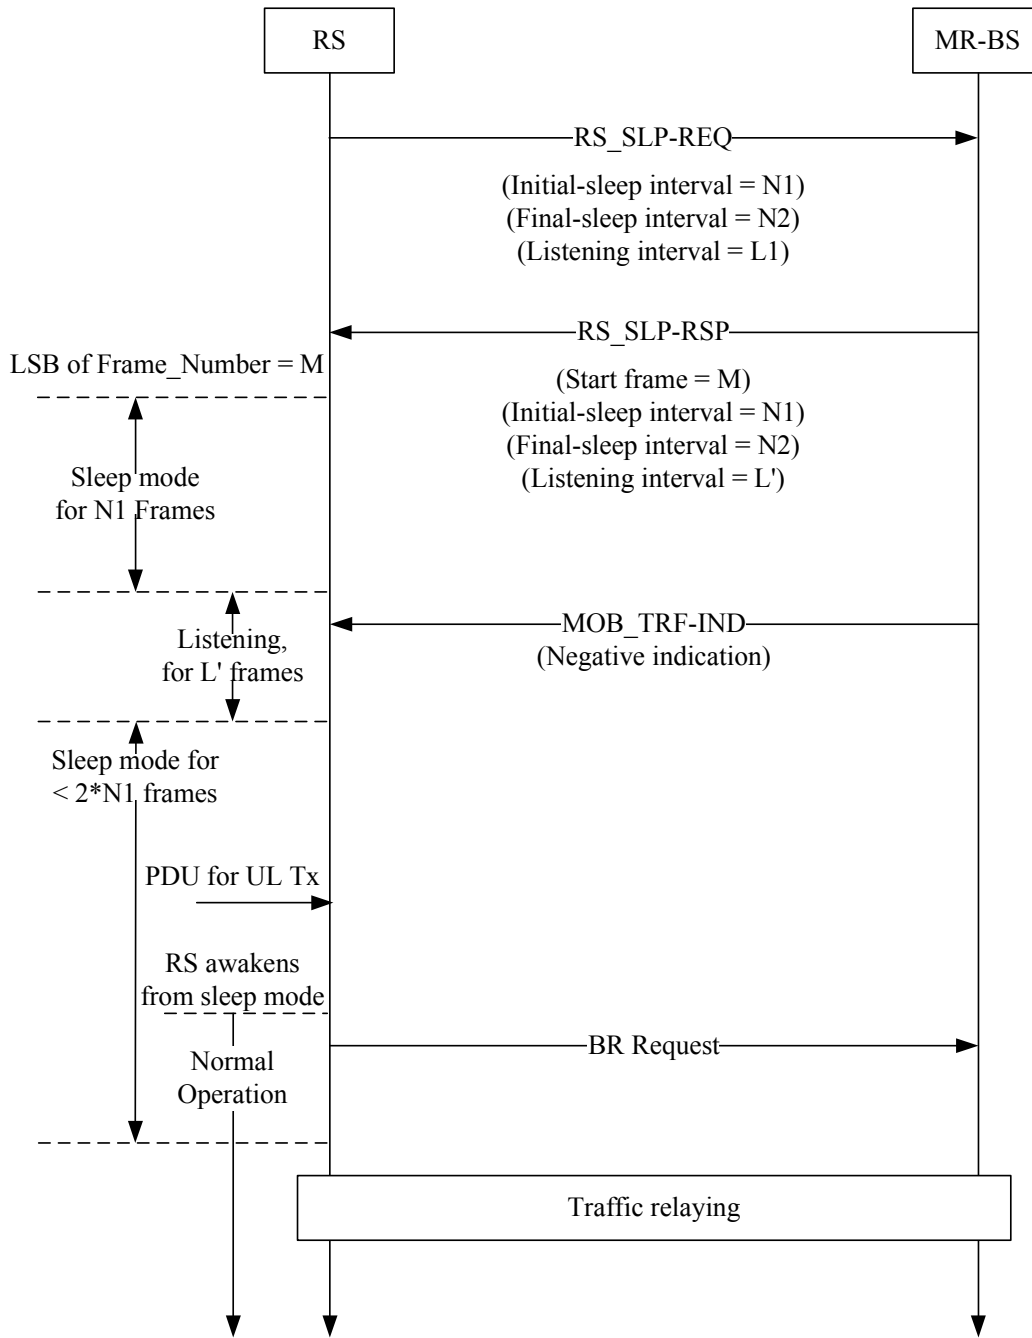 RS
MR-BS
RS_SLP-REQ
(Initial-sleep interval = N1)
(Final-sleep interval = N2)
(Listening interval = L1)
RS_SLP-RSP
LSB of Frame_Number = M
(Start frame = M)
(Initial-sleep interval = N1)
(Final-sleep interval = N2)
(Listening interval = L')
Sleep mode
for N1 Frames
MOB_TRF-IND
(Negative indication)
Listening,
for L' frames
Sleep mode for
< 2*N1 frames
PDU for UL Tx
RS awakens
from sleep mode
BR Request
Normal
Operation
Traffic relaying